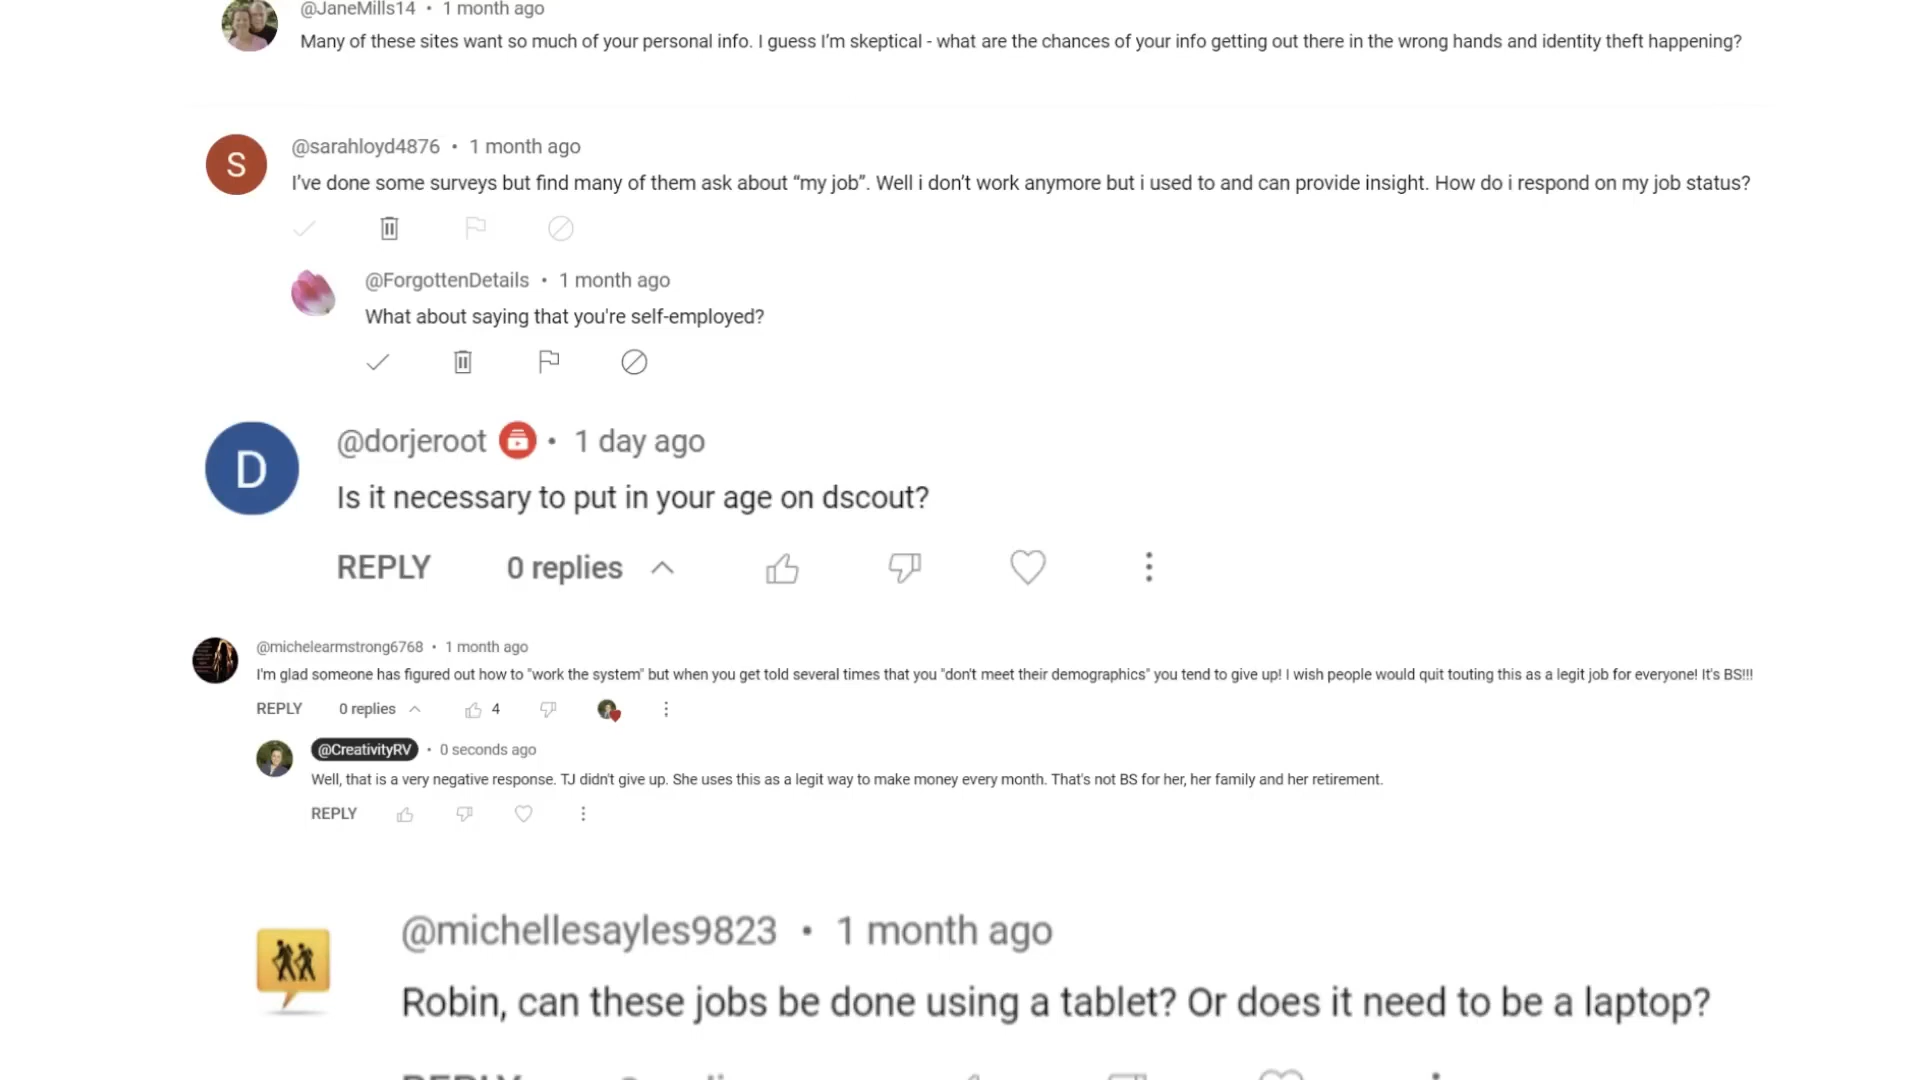 @JaneMills14 • 1 month ago
Many of these sites want so much of your personal info. I guess I'm skeptical - what are the chances of your info getting out there in the wrong hands and identity theft happening?
S
@sarahloyd4876 • 1 month ago
I've done some surveys but find many of them ask about “my job”. Well i don't work anymore but i used to and can provide insight. How do i respond on my job status?
@ForgottenDetails • 1 month ago
What about saying that you're self-employed?
D
@dorjeroot • 1 day ago
Is it necessary to put in your age on dscout?
REPLY 0 replies
@michelearmstrong6768 • 1 month ago
I'm glad someone has figured out how to "work the system" but when you get told several times that you "don't meet their demographics" you tend to give up! I wish people would quit touting this as a legit job for everyone! It's BS!!!
REPLY 0 replies 4
@CreativityRV • 0 seconds ago
Well, that is a very negative response. TJ didn't give up. She uses this as a legit way to make money every month. That's not BS for her, her family and her retirement.
REPLY
@michellesayles9823 • 1 month ago
Robin, can these jobs be done using a tablet? Or does it need to be a laptop?